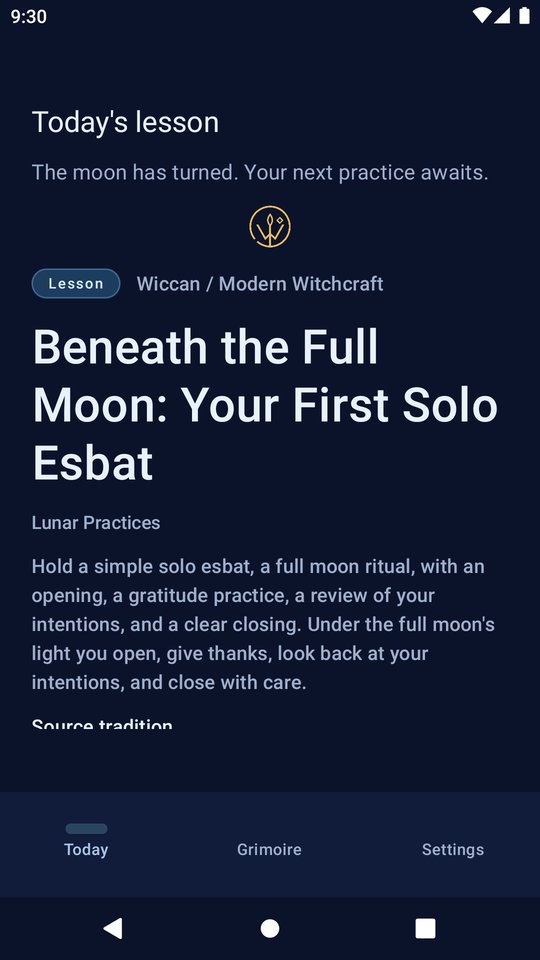 9:30
Today's lesson
The moon has turned. Your next practice awaits.
Lesson
Wiccan / Modern Witchcraft
Beneath the Full
Moon: Your First Solo
Esbat
Lunar Practices
Hold a simple solo esbat, a full moon ritual, with an
opening, a gratitude practice, a review of your
intentions, and a clear closing. Under the full moon's
light you open, give thanks, look back at your
intentions, and close with care.
Source tradition
Today
Grimoire
Settings